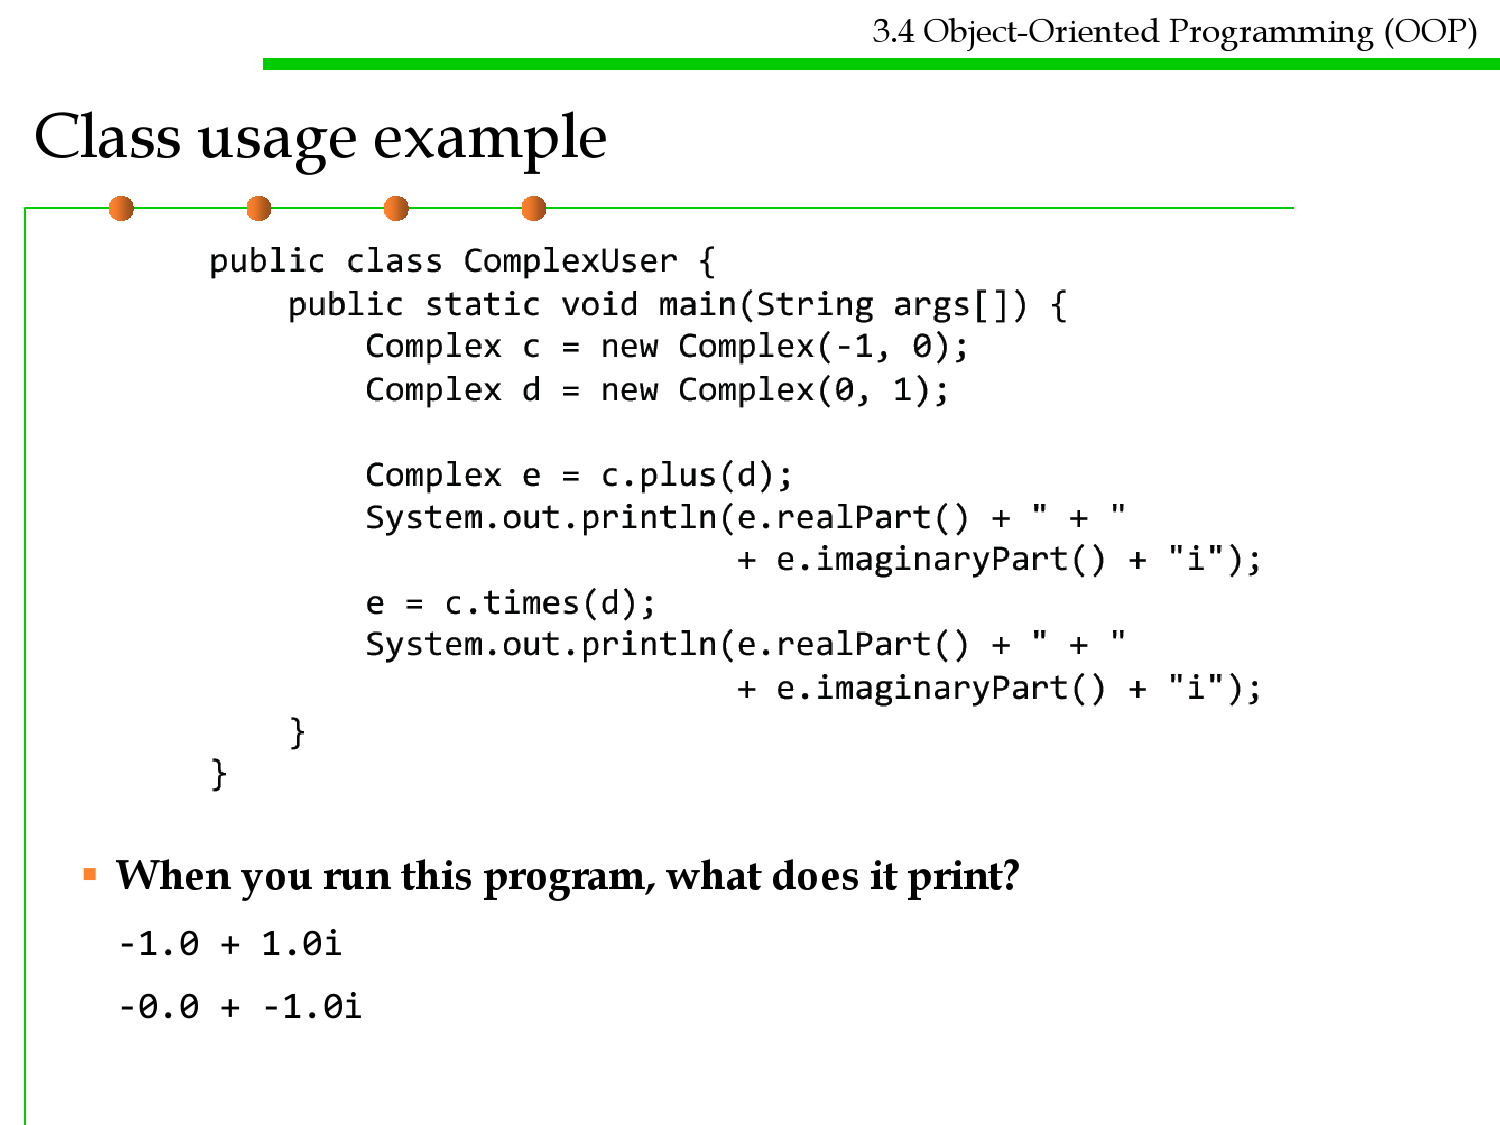 3.4 Object-Oriented Programming (OOP)
Class usage example
public class ComplexUser {
    public static void main(String args[]) {
        Complex c = new Complex(-1, 0);
        Complex d = new Complex(0, 1);

        Complex e = c.plus(d);
        System.out.println(e.realPart() + " + "
                           + e.imaginaryPart() + "i");
        e = c.times(d);
        System.out.println(e.realPart() + " + "
                           + e.imaginaryPart() + "i");
    }
}
▪ When you run this program, what does it print?
-1.0 + 1.0i
-0.0 + -1.0i